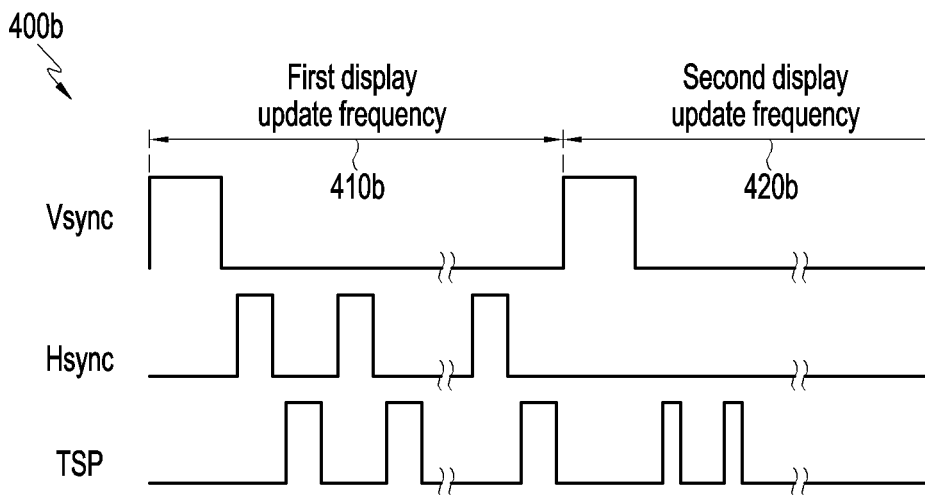 400b
First display
update frequency
Second display
update frequency
410b
420b
Vsync
Hsync
TSP